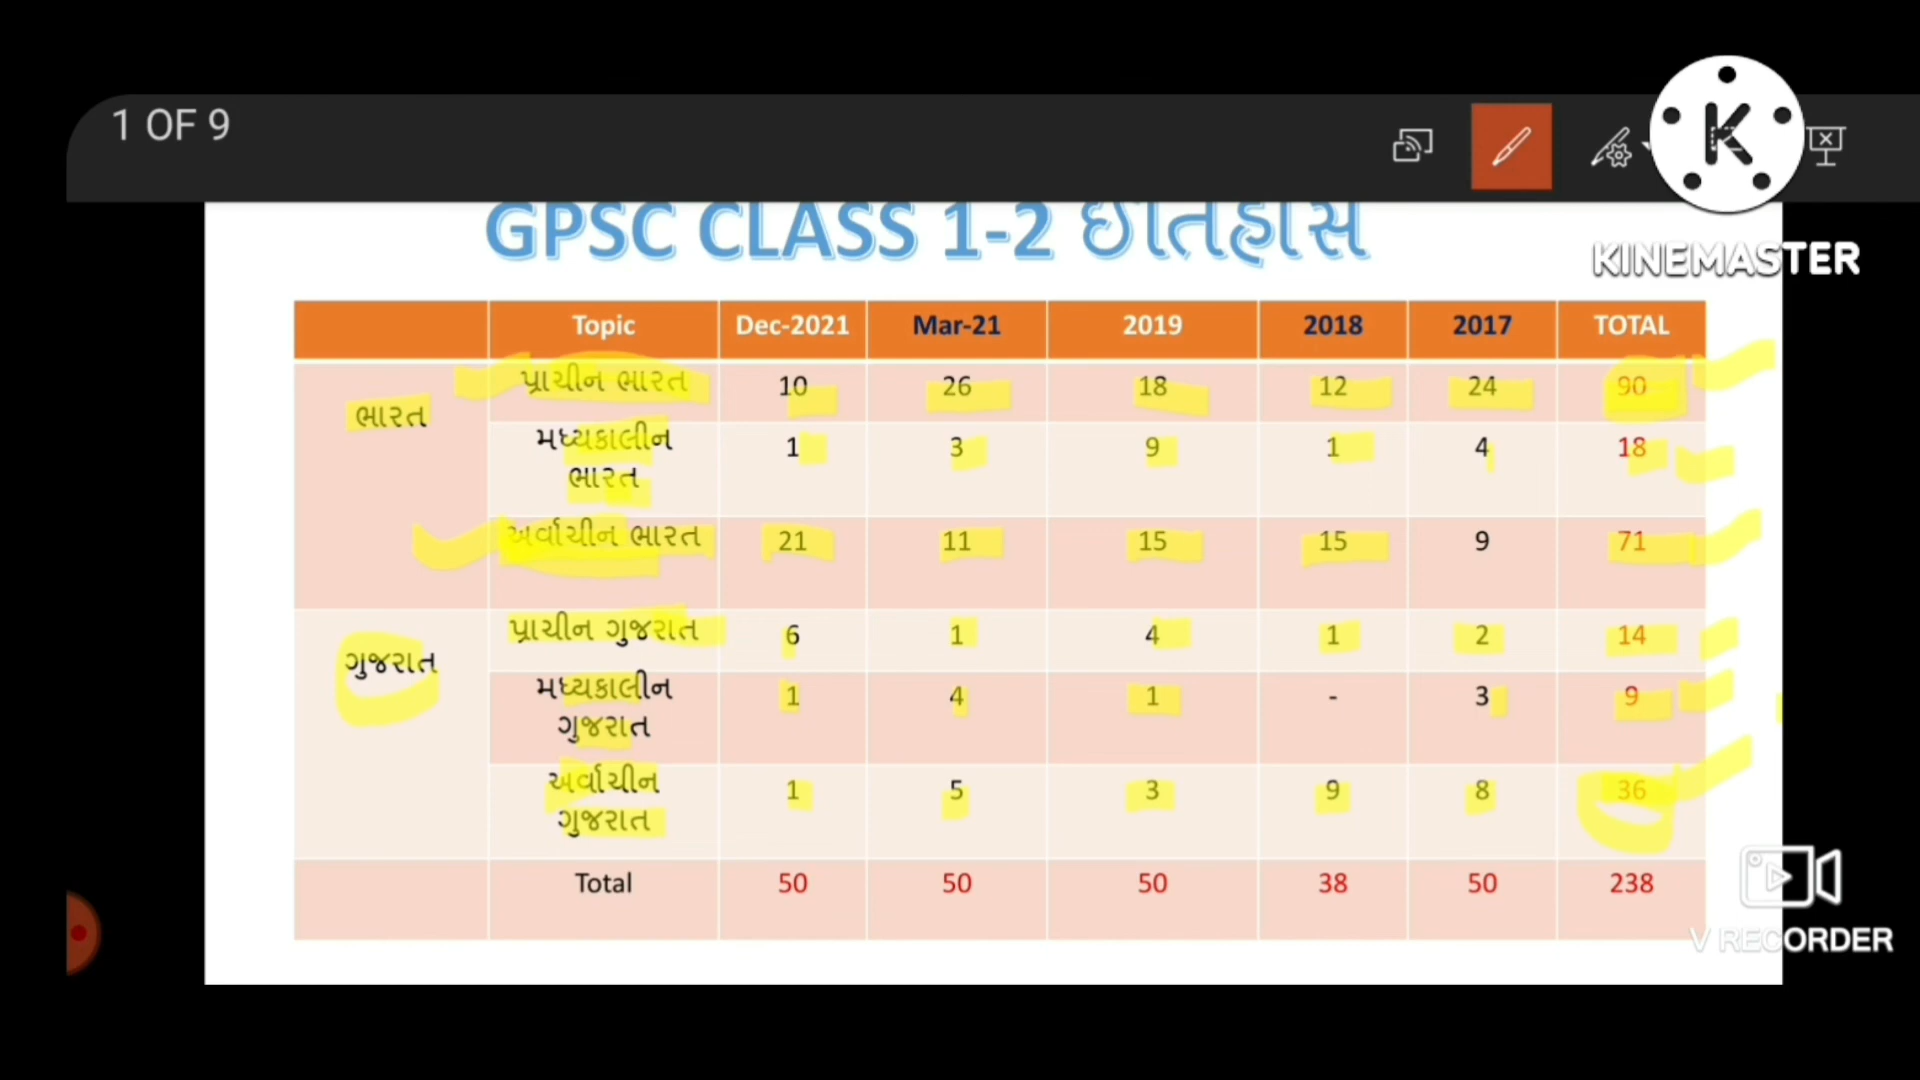 1 OF 9
KINEMASTER
GPSC CLASS 1-2 ઇતિહાસ
Topic Dec-2021 Mar-21 2019 2018 2017 TOTAL
ભારત
પ્રાચીન ભારત 10 26 18 12 24 90
મધ્યકાલીન
ભારત
1 3 9 1 4 18
અર્વાચીન ભારત 21 11 15 15 9 71
ગુજરાત
પ્રાચીન ગુજરાત 6 1 4 1 2 14
મધ્યકાલીન
ગુજરાત
1 4 1 - 3 9
અર્વાચીન
ગુજરાત
1 5 3 9 8 36
Total 50 50 50 38 50 238
V RECORDER